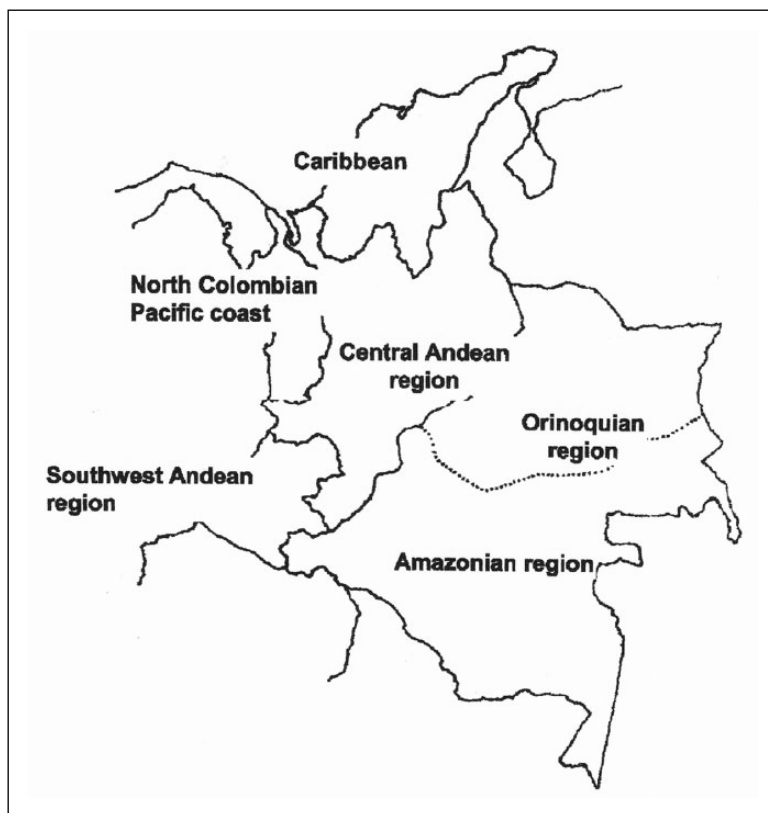 Caribbean
North Colombian
Pacific coast
Central Andean
region
Orinoquian
region
Southwest Andean
region
Amazonian region